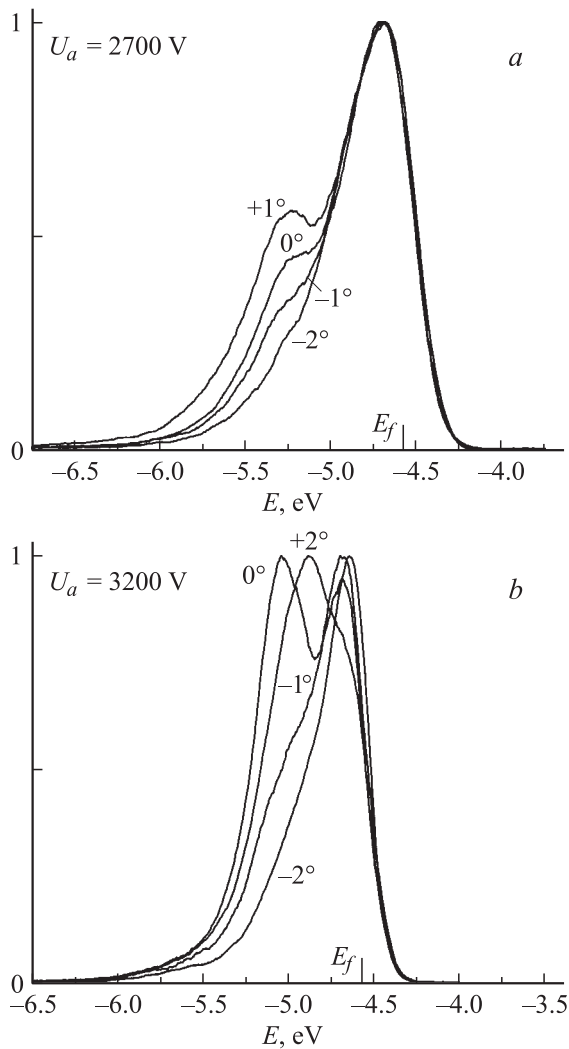 1
U_a = 2700 V
a
+1°
0°
–1°
–2°
E_f
0
–6.5 –6.0 –5.5 –5.0 –4.5 –4.0
E, eV
1
+2°
0°
U_a = 3200 V
b
–1°
–2°
E_f
0
–6.5 –6.0 –5.5 –5.0 –4.5 –4.0 –3.5
E, eV